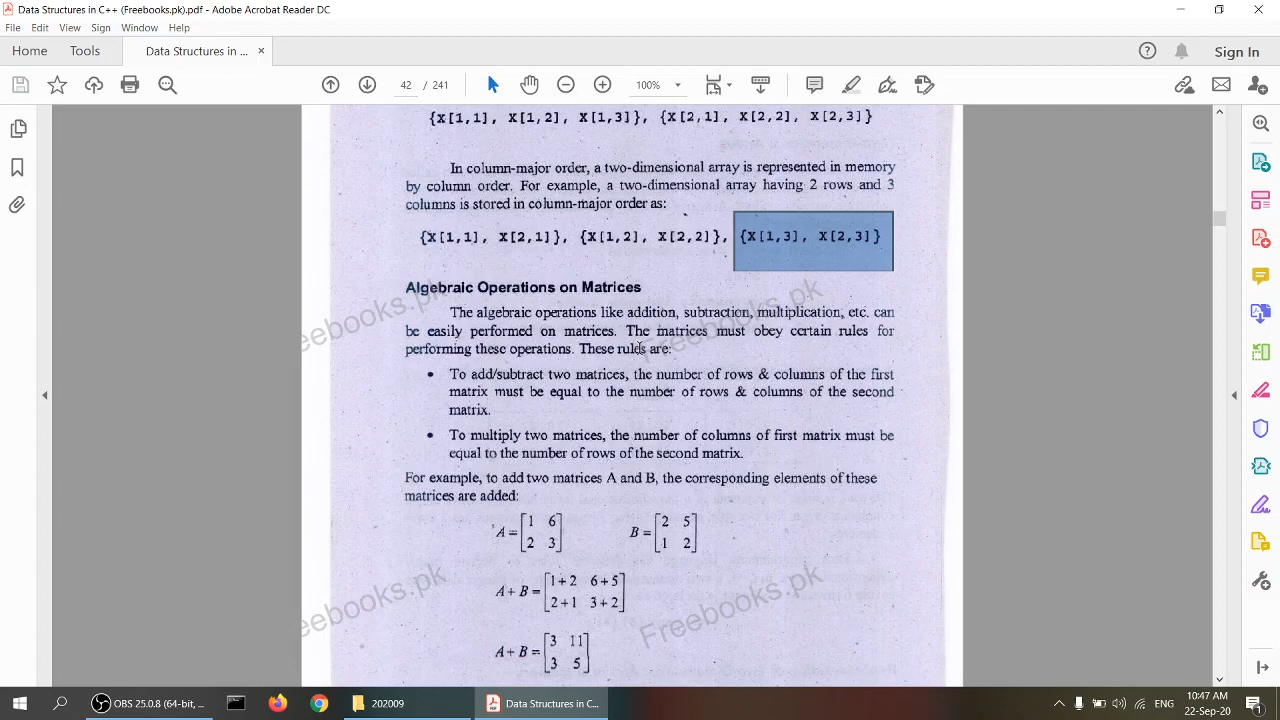 Data Structures in C++ (Freebooks.pk).pdf - Adobe Acrobat Reader DC
File Edit View Sign Window Help
Home Tools Data Structures in ... × Sign In
42 / 241 100%
{X[1,1], X[1,2], X[1,3]}, {X[2,1], X[2,2], X[2,3]}
In column-major order, a two-dimensional array is represented in memory
by column order. For example, a two-dimensional array having 2 rows and 3
columns is stored in column-major order as:
{X[1,1], X[2,1]}, {X[1,2], X[2,2]}, {X[1,3], X[2,3]}
Algebraic Operations on Matrices
The algebraic operations like addition, subtraction, multiplication, etc. can
be easily performed on matrices. The matrices must obey certain rules for
performing these operations. These rules are:
• To add/subtract two matrices, the number of rows & columns of the first
matrix must be equal to the number of rows & columns of the second
matrix.
• To multiply two matrices, the number of columns of first matrix must be
equal to the number of rows of the second matrix.
For example, to add two matrices A and B, the corresponding elements of these
matrices are added:
A = [1 6
2 3] B = [2 5
1 2]
A + B = [1+2 6+5
2+1 3+2]
A + B = [3 11
3 5]
Freebooks.pk
Freebooks.pk
Freebooks.pk
Freebooks.pk
OBS 25.0.8 (64-bit, ... 202009 Data Structures in C... 10:47 AM
22-Sep-20